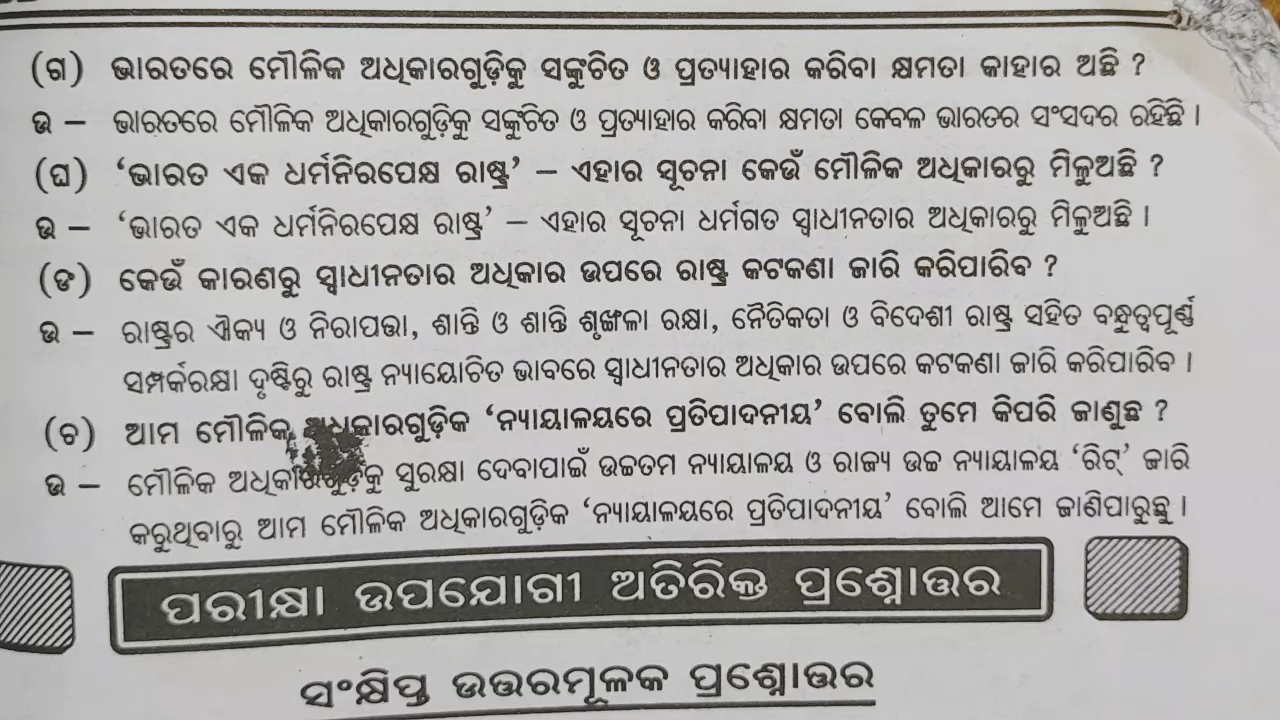 (ଗ) ଭାରତରେ ମୌଳିକ ଅଧିକାରଗୁଡ଼ିକୁ ସଙ୍କୁଚିତ ଓ ପ୍ରତ୍ୟାହାର କରିବା କ୍ଷମତା କାହାର ଅଛି ?
ଉ – ଭାରତରେ ମୌଳିକ ଅଧିକାରଗୁଡ଼ିକୁ ସଙ୍କୁଚିତ ଓ ପ୍ରତ୍ୟାହାର କରିବା କ୍ଷମତା କେବଳ ଭାରତର ସଂସଦର ରହିଛି ।
(ଘ) ‘ଭାରତ ଏକ ଧର୍ମନିରପେକ୍ଷ ରାଷ୍ଟ୍ର’ – ଏହାର ସୂଚନା କେଉଁ ମୌଳିକ ଅଧିକାରରୁ ମିଳୁଅଛି ?
ଉ – ‘ଭାରତ ଏକ ଧର୍ମନିରପେକ୍ଷ ରାଷ୍ଟ୍ର’ – ଏହାର ସୂଚନା ଧର୍ମଗତ ସ୍ୱାଧୀନତାର ଅଧିକାରରୁ ମିଳୁଅଛି ।
(ଙ) କେଉଁ କାରଣରୁ ସ୍ୱାଧୀନତାର ଅଧିକାର ଉପରେ ରାଷ୍ଟ୍ର କଟକଣା ଜାରି କରିପାରିବ ?
ଉ – ରାଷ୍ଟ୍ରର ଐକ୍ୟ ଓ ନିରାପତ୍ତା, ଶାନ୍ତି ଓ ଶାନ୍ତି ଶୃଙ୍ଖଳା ରକ୍ଷା, ନୈତିକତା ଓ ବିଦେଶୀ ରାଷ୍ଟ୍ର ସହିତ ବନ୍ଧୁତ୍ୱପୂର୍ଣ୍ଣ
ସମ୍ପର୍କରକ୍ଷା ଦୃଷ୍ଟିରୁ ରାଷ୍ଟ୍ର ନ୍ୟାୟୋଚିତ ଭାବରେ ସ୍ୱାଧୀନତାର ଅଧିକାର ଉପରେ କଟକଣା ଜାରି କରିପାରିବ ।
(ଚ) ଆମ ମୌଳିକ ଅଧିକାରଗୁଡ଼ିକ ‘ନ୍ୟାୟାଳୟରେ ପ୍ରତିପାଦନୀୟ’ ବୋଲି ତୁମେ କିପରି ଜାଣୁଛ ?
ଉ – ମୌଳିକ ଅଧିକାରଗୁଡ଼ିକୁ ସୁରକ୍ଷା ଦେବାପାଇଁ ଉଚ୍ଚତମ ନ୍ୟାୟାଳୟ ଓ ରାଜ୍ୟ ଉଚ୍ଚ ନ୍ୟାୟାଳୟ ‘ରିଟ୍’ ଜାରି
କରୁଥିବାରୁ ଆମ ମୌଳିକ ଅଧିକାରଗୁଡ଼ିକ ‘ନ୍ୟାୟାଳୟରେ ପ୍ରତିପାଦନୀୟ’ ବୋଲି ଆମେ ଜାଣିପାରୁଛୁ ।
ପରୀକ୍ଷା ଉପଯୋଗୀ ଅତିରିକ୍ତ ପ୍ରଶ୍ନୋତ୍ତର
ସଂକ୍ଷିପ୍ତ ଉତ୍ତରମୂଳକ ପ୍ରଶ୍ନୋତ୍ତର